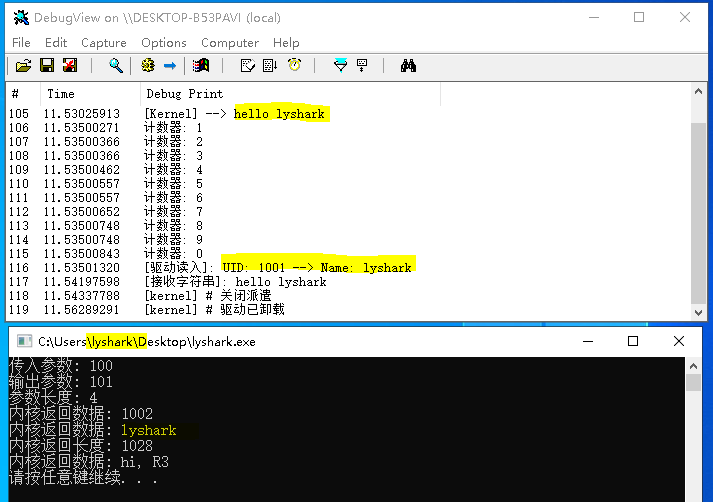 DebugView on \\DESKTOP-B53PAVI (local)
File Edit Capture Options Computer Help
# Time Debug Print
105 11.53025913 [Kernel] --> hello lyshark
106 11.53500271 计数器: 1
107 11.53500366 计数器: 2
108 11.53500366 计数器: 3
109 11.53500462 计数器: 4
110 11.53500557 计数器: 5
111 11.53500557 计数器: 6
112 11.53500652 计数器: 7
113 11.53500748 计数器: 8
114 11.53500748 计数器: 9
115 11.53500843 计数器: 0
116 11.53501320 [驱动读入]: UID: 1001 --> Name: lyshark
117 11.54197598 [接收字符串]: hello lyshark
118 11.54337788 [kernel] # 关闭派遣
119 11.56289291 [kernel] # 驱动已卸载
C:\Users\lyshark\Desktop\lyshark.exe
传入参数: 100
输出参数: 101
参数长度: 4
内核返回数据: 1002
内核返回数据: lyshark
内核返回长度: 1028
内核返回数据: hi, R3
请按任意键继续. . .